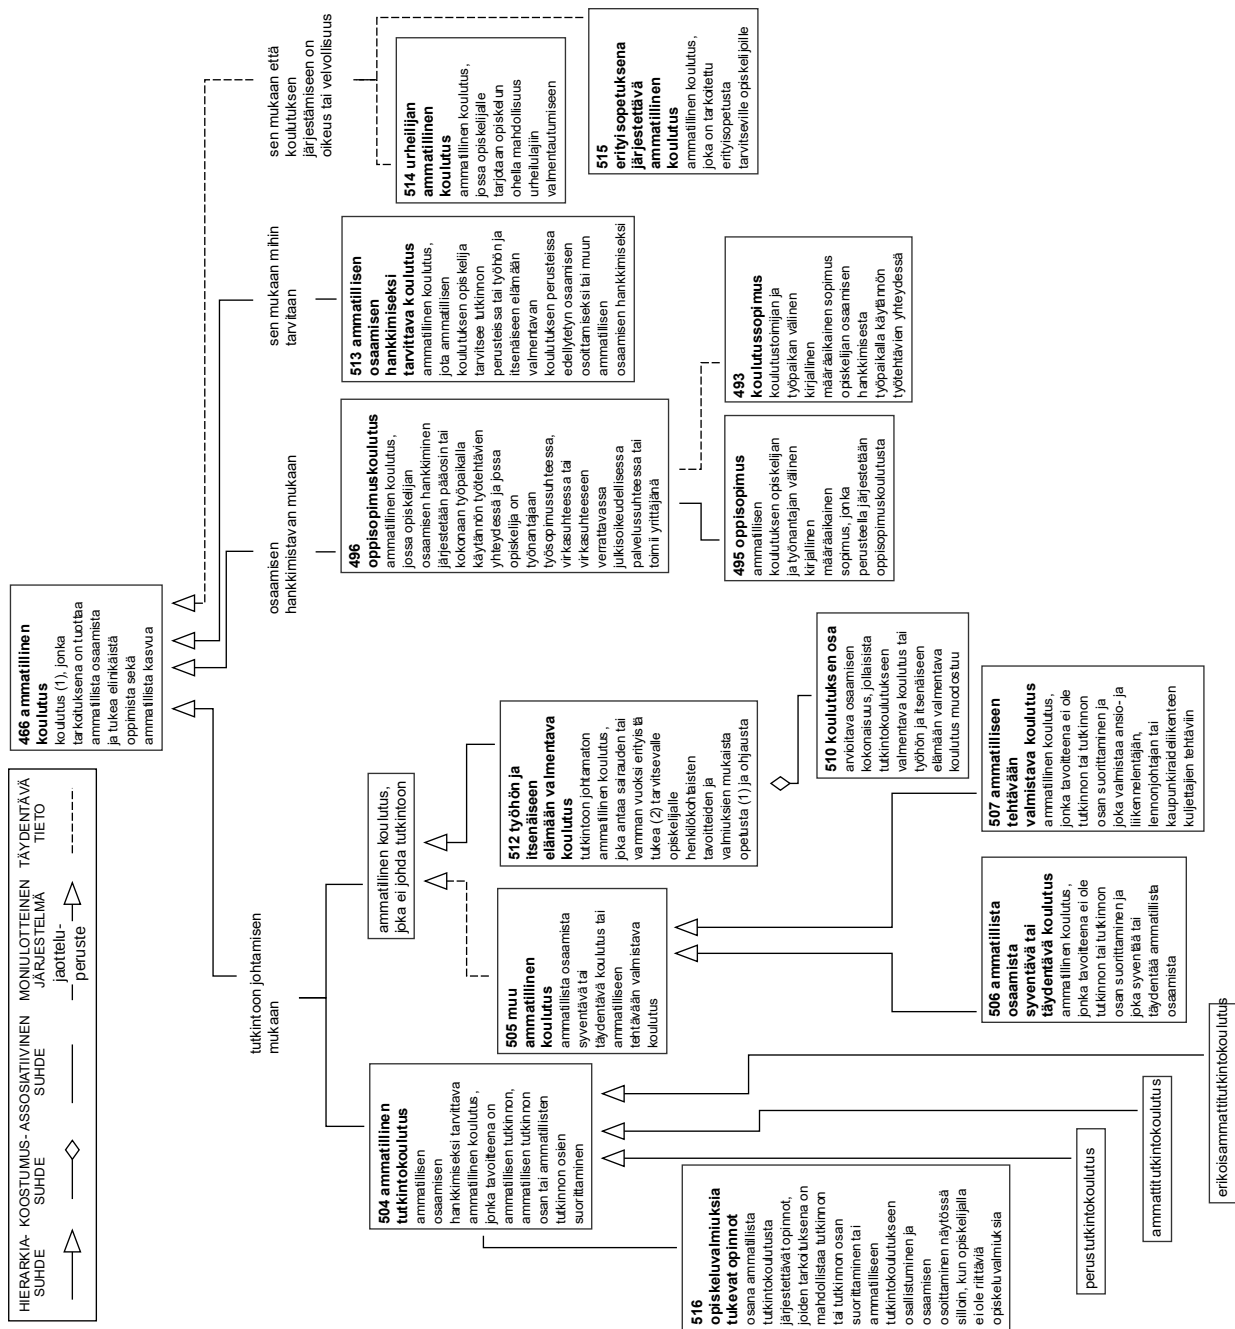 HIERARKIA- KOOSTUMUS- ASSOSIATIIVINEN MONIULOTTEINEN TÄYDENTÄVÄ
SUHDE SUHDE SUHDE JÄRJESTELMÄ TIETO
jaottelu-
peruste
466 ammatillinen
koulutus
koulutus (1), jonka
tarkoituksena on tuottaa
ammatillista osaamista
ja tukea elinikäistä
oppimista sekä
ammatillista kasvua
tutkintoon johtamisen
mukaan
osaamisen
hankkimistavan mukaan
sen mukaan mihin
tarvitaan
sen mukaan että
koulutuksen
järjestämiseen on
oikeus tai velvollisuus
504 ammatillinen
tutkintokoulutus
ammatillisen
osaamisen
hankkimiseksi tarvittava
ammatillinen koulutus,
jonka tavoitteena on
ammatillisen tutkinnon,
ammatillisen tutkinnon
osan tai ammatillisten
tutkinnon osien
suorittaminen
ammatillinen koulutus,
joka ei johda tutkintoon
505 muu
ammatillinen
koulutus
ammatillista osaamista
syventävä tai
täydentävä koulutus tai
ammatilliseen
tehtävään valmistava
koulutus
512 työhön ja
itsenäiseen
elämään valmentava
koulutus
tutkintoon johtamaton
ammatillinen koulutus,
joka antaa sairauden tai
vamman vuoksi erityistä
tukea (2) tarvitsevalle
opiskelijalle
henkilökohtaisten
tavoitteiden ja
valmiuksien mukaista
opetusta (1) ja ohjausta
496
oppisopimuskoulutus
ammatillinen koulutus,
jossa opiskelijan
osaamisen hankkiminen
järjestetään pääosin tai
kokonaan työpaikalla
käytännön työtehtävien
yhteydessä ja jossa
opiskelija on
työnantajaan
työsopimussuhteessa,
virkasuhteessa tai
virkasuhteeseen
verrattavassa
julkisoikeudellisessa
palvelussuhteessa tai
toimii yrittäjänä
513 ammatillisen
osaamisen
hankkimiseksi
tarvittava koulutus
ammatillinen koulutus,
jota ammatillisen
koulutuksen opiskelija
tarvitsee tutkinnon
perusteissa tai työhön ja
itsenäiseen elämään
valmentavan
koulutuksen perusteissa
edellytetyn osaamisen
osoittamiseksi tai muun
ammatillisen
osaamisen hankkimiseksi
514 urheilijan
ammatillinen
koulutus
ammatillinen koulutus,
jossa opiskelijalle
tarjotaan opiskelun
ohella mahdollisuus
urheilulajiin
valmentautumiseen
515
erityisopetuksena
järjestettävä
ammatillinen
koulutus
ammatillinen koulutus,
joka on tarkoitettu
erityisopetusta
tarvitseville opiskelijoille
516
opiskeluvalmiuksia
tukevat opinnot
osana ammatillista
tutkintokoulutusta
järjestettävät opinnot,
joiden tarkoituksena on
mahdollistaa tutkinnon
tai tutkinnon osan
suorittaminen tai
ammatilliseen
tutkintokoulutukseen
osallistuminen ja
osaamisen
osoittaminen näytössä
silloin, kun opiskelijalla
ei ole riittäviä
opiskeluvalmiuksia
perustutkintokoulutus
ammattitutkintokoulutus
erikoisammattitutkintokoulutus
506 ammatillista
osaamista
syventävä tai
täydentävä koulutus
ammatillinen koulutus,
jonka tavoitteena ei ole
tutkinnon tai tutkinnon
osan suorittaminen ja
joka syventää tai
täydentää ammatillista
osaamista
507 ammatilliseen
tehtävään
valmistava koulutus
ammatillinen koulutus,
jonka tavoitteena ei ole
tutkinnon tai tutkinnon
osan suorittaminen ja
joka valmistaa ansio- ja
liikennelentäjän,
lennonjohtajan tai
kaupunkiraideliikenteen
kuljettajien tehtäviin
510 koulutuksen osa
arvioitava osaamisen
kokonaisuus, jollaisista
tutkintokoulutukseen
valmentava koulutus tai
työhön ja itsenäiseen
elämään valmentava
koulutus muodostuu
495 oppisopimus
ammatillisen
koulutuksen opiskelijan
ja työnantajan välinen
kirjallinen
määräaikainen
sopimus, jonka
perusteella järjestetään
oppisopimuskoulutusta
493
koulutussopimus
koulutustoimijan ja
työpaikan välinen
kirjallinen
määräaikainen sopimus
opiskelijan osaamisen
hankkimisesta
työpaikalla käytännön
työtehtävien yhteydessä